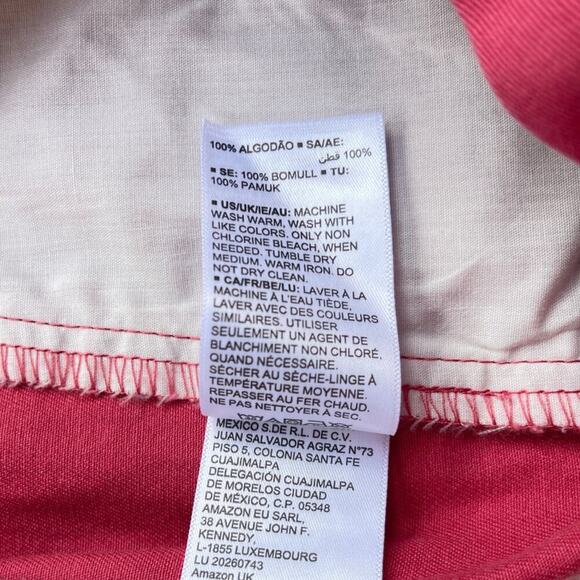 100% ALGODÃO ■ SA/AE:
100% قطن
■ SE: 100% BOMULL ■ TU:
100% PAMUK
■ US/UK/IE/AU: MACHINE
WASH WARM, WASH WITH
LIKE COLORS. ONLY NON
CHLORINE BLEACH, WHEN
NEEDED. TUMBLE DRY
MEDIUM. WARM IRON. DO
NOT DRY CLEAN.
■ CA/FR/BE/LU: LAVER À LA
MACHINE À L'EAU TIÈDE.
LAVER AVEC DES COULEURS
SIMILAIRES. UTILISER
SEULEMENT UN AGENT DE
BLANCHIMENT NON CHLORÉ,
QUAND NÉCESSAIRE.
SÉCHER AU SÈCHE-LINGE À
TEMPÉRATURE MOYENNE.
REPASSER AU FER CHAUD.
NE PAS NETTOYER À SEC.
MEXICO S.DE R.L. DE C.V.
JUAN SALVADOR AGRAZ N°73
PISO 5, COLONIA SANTA FE
CUAJIMALPA
DELEGACIÓN CUAJIMALPA
DE MORELOS CIUDAD
DE MÉXICO, C.P. 05348
AMAZON EU SARL,
38 AVENUE JOHN F.
KENNEDY,
L-1855 LUXEMBOURG
LU 20260743
Amazon UK